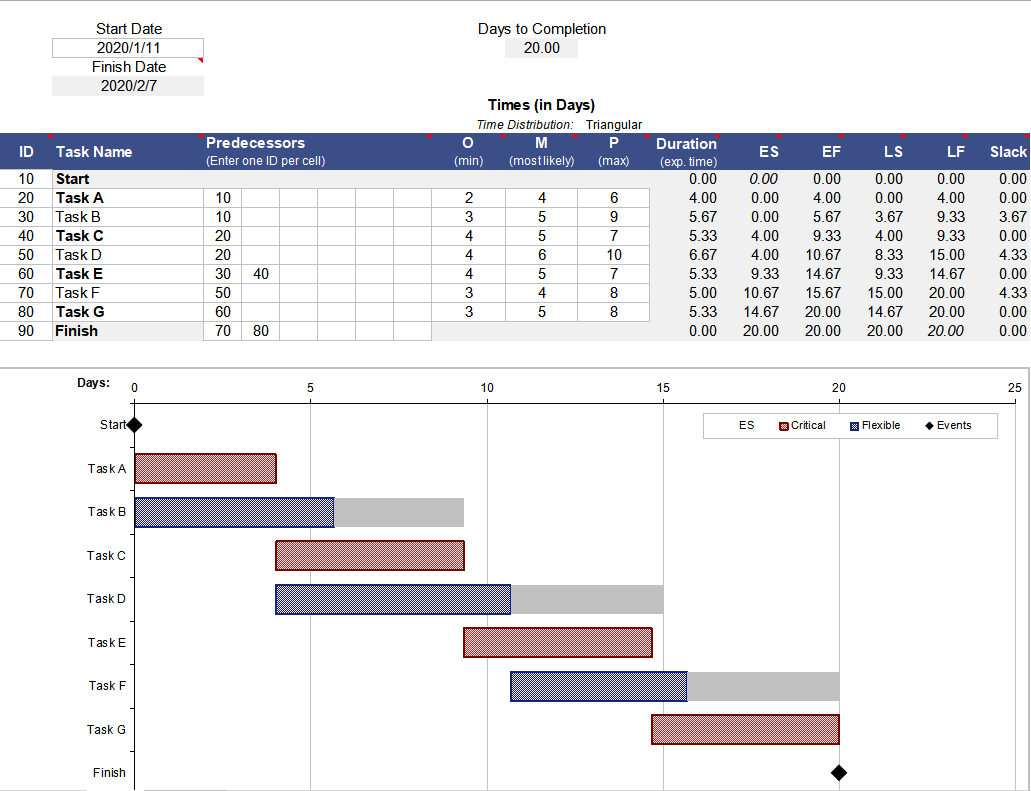 Start Date
2020/1/11
Finish Date
2020/2/7
Days to Completion
20.00
Times (in Days)
Time Distribution: Triangular
ID Task Name Predecessors (Enter one ID per cell) O (min) M (most likely) P (max) Duration (exp. time) ES EF LS LF Slack
10 Start 0.00 0.00 0.00 0.00 0.00 0.00
20 Task A 10 2 4 6 4.00 0.00 4.00 0.00 4.00 0.00
30 Task B 10 3 5 9 5.67 0.00 5.67 3.67 9.33 3.67
40 Task C 20 4 5 7 5.33 4.00 9.33 4.00 9.33 0.00
50 Task D 20 4 6 10 6.67 4.00 10.67 8.33 15.00 4.33
60 Task E 30 40 4 5 7 5.33 9.33 14.67 9.33 14.67 0.00
70 Task F 50 3 4 8 5.00 10.67 15.67 15.00 20.00 4.33
80 Task G 60 3 5 8 5.33 14.67 20.00 14.67 20.00 0.00
90 Finish 70 80 0.00 20.00 20.00 20.00 20.00 0.00
Days: 0 5 10 15 20 25
Start
ES Critical Flexible Events
Task A
Task B
Task C
Task D
Task E
Task F
Task G
Finish